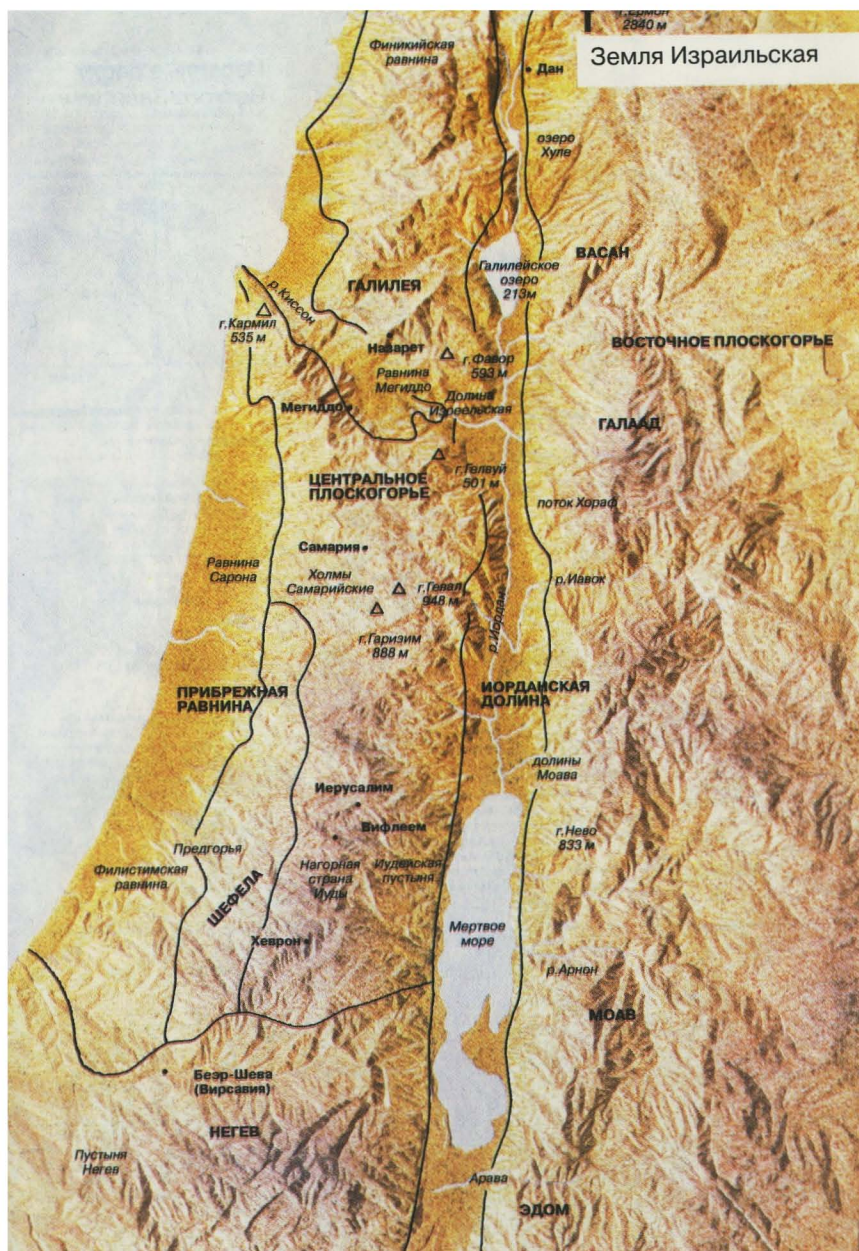 г.Ермон
2840 м
Земля Израильская
Финикийская
равнина
Дан
озеро
Хуле
ВАСАН
Галилейское
озеро
213м
ГАЛИЛЕЯ
р.Киссон
г.Кармил
535 м
ВОСТОЧНОЕ ПЛОСКОГОРЬЕ
Назарет
г.Фавор
593 м
Равнина
Мегиддо
Мегиддо
Долина
Изреельская
ГАЛААД
г.Гелвуй
501 м
ЦЕНТРАЛЬНОЕ
ПЛОСКОГОРЬЕ
поток Хораф
Самария
Равнина
Сарона
Холмы
Самарийские
г.Гевал
948 м
р.Иавок
р.Иордан
г.Гаризим
888 м
ПРИБРЕЖНАЯ
РАВНИНА
ИОРДАНСКАЯ
ДОЛИНА
долины
Моава
Иерусалим
Вифлеем
г.Нево
833 м
Предгорья
Филистимская
равнина
ШЕФЕЛА
Нагорная
страна
Иуды
Иудейская
пустыня
Хеврон
Мертвое
море
р.Арнон
МОАВ
Беэр-Шева
(Вирсавия)
НЕГЕВ
Пустыня
Негев
Арава
ЭДОМ